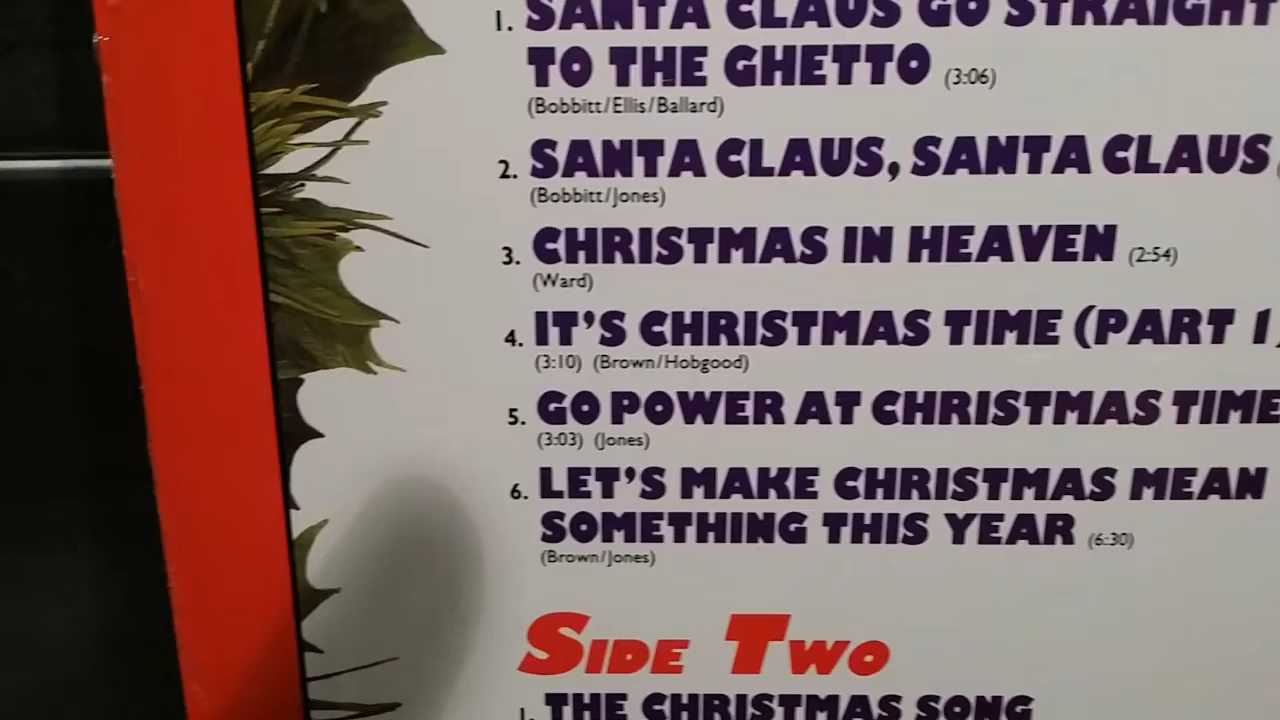 1. SANTA CLAUS GO STRAIGHT
TO THE GHETTO (3:06)
(Bobbitt/Ellis/Ballard)
2. SANTA CLAUS, SANTA CLAUS
(Bobbitt/Jones)
3. CHRISTMAS IN HEAVEN (2:54)
(Ward)
4. IT'S CHRISTMAS TIME (PART 1)
(3:10) (Brown/Hobgood)
5. GO POWER AT CHRISTMAS TIME
(3:03) (Jones)
6. LET'S MAKE CHRISTMAS MEAN
SOMETHING THIS YEAR (6:30)
(Brown/Jones)
SIDE TWO
1. THE CHRISTMAS SONG